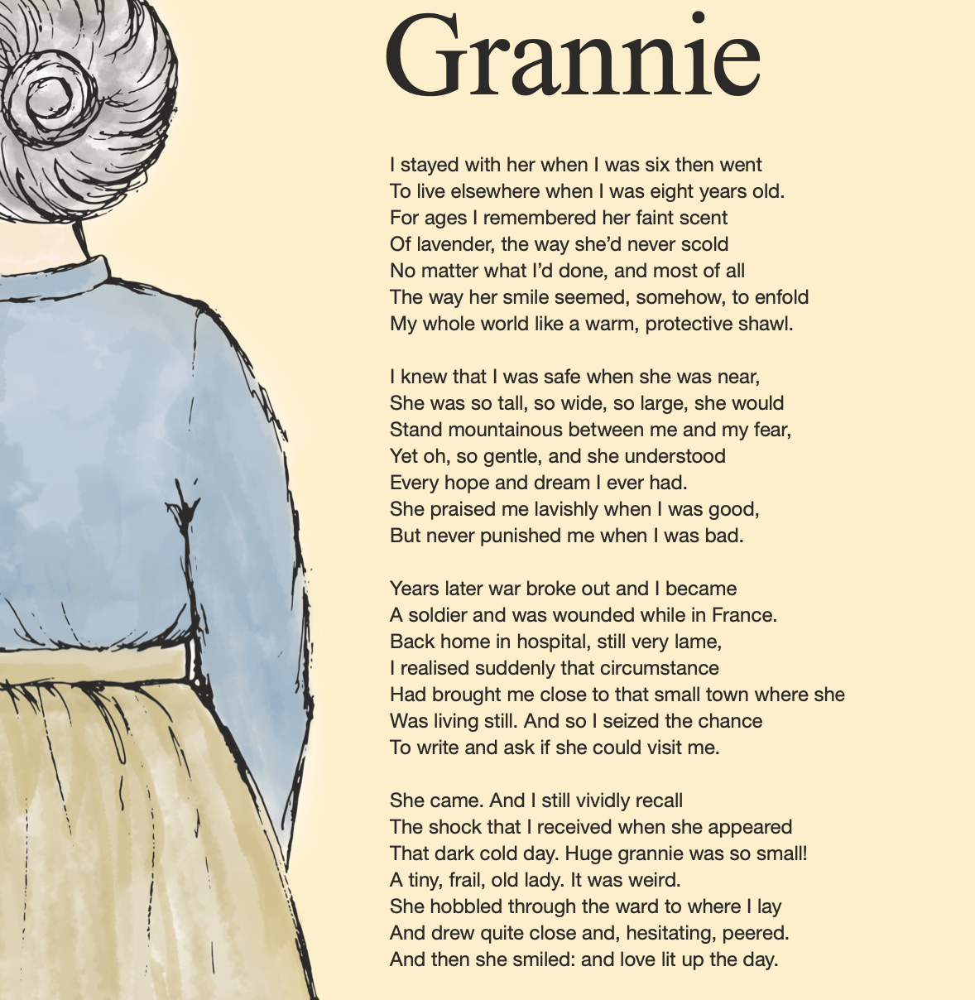 Grannie
I stayed with her when I was six then went
To live elsewhere when I was eight years old.
For ages I remembered her faint scent
Of lavender, the way she’d never scold
No matter what I’d done, and most of all
The way her smile seemed, somehow, to enfold
My whole world like a warm, protective shawl.
I knew that I was safe when she was near,
She was so tall, so wide, so large, she would
Stand mountainous between me and my fear,
Yet oh, so gentle, and she understood
Every hope and dream I ever had.
She praised me lavishly when I was good,
But never punished me when I was bad.
Years later war broke out and I became
A soldier and was wounded while in France.
Back home in hospital, still very lame,
I realised suddenly that circumstance
Had brought me close to that small town where she
Was living still. And so I seized the chance
To write and ask if she could visit me.
She came. And I still vividly recall
The shock that I received when she appeared
That dark cold day. Huge grannie was so small!
A tiny, frail, old lady. It was weird.
She hobbled through the ward to where I lay
And drew quite close and, hesitating, peered.
And then she smiled: and love lit up the day.